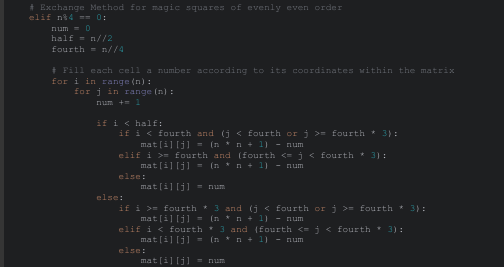 # Exchange Method for magic squares of evenly even order:
elif n%4 == 0:
    num = 0
    half = n//2
    fourth = n//4

    # Fill each cell a number according to its coordinates within the matrix
    for i in range(n):
        for j in range(n):
            num += 1

            if i < half:
                if i < fourth and (j < fourth or j >= fourth * 3):
                    mat[i][j] = (n * n + 1) - num
                elif i >= fourth and (fourth <= j < fourth * 3):
                    mat[i][j] = (n * n + 1) - num
                else:
                    mat[i][j] = num
            else:
                if i >= fourth * 3 and (j < fourth or j >= fourth * 3):
                    mat[i][j] = (n * n + 1) - num
                elif i < fourth * 3 and (fourth <= j < fourth * 3):
                    mat[i][j] = (n * n + 1) - num
                else:
                    mat[i][j] = num